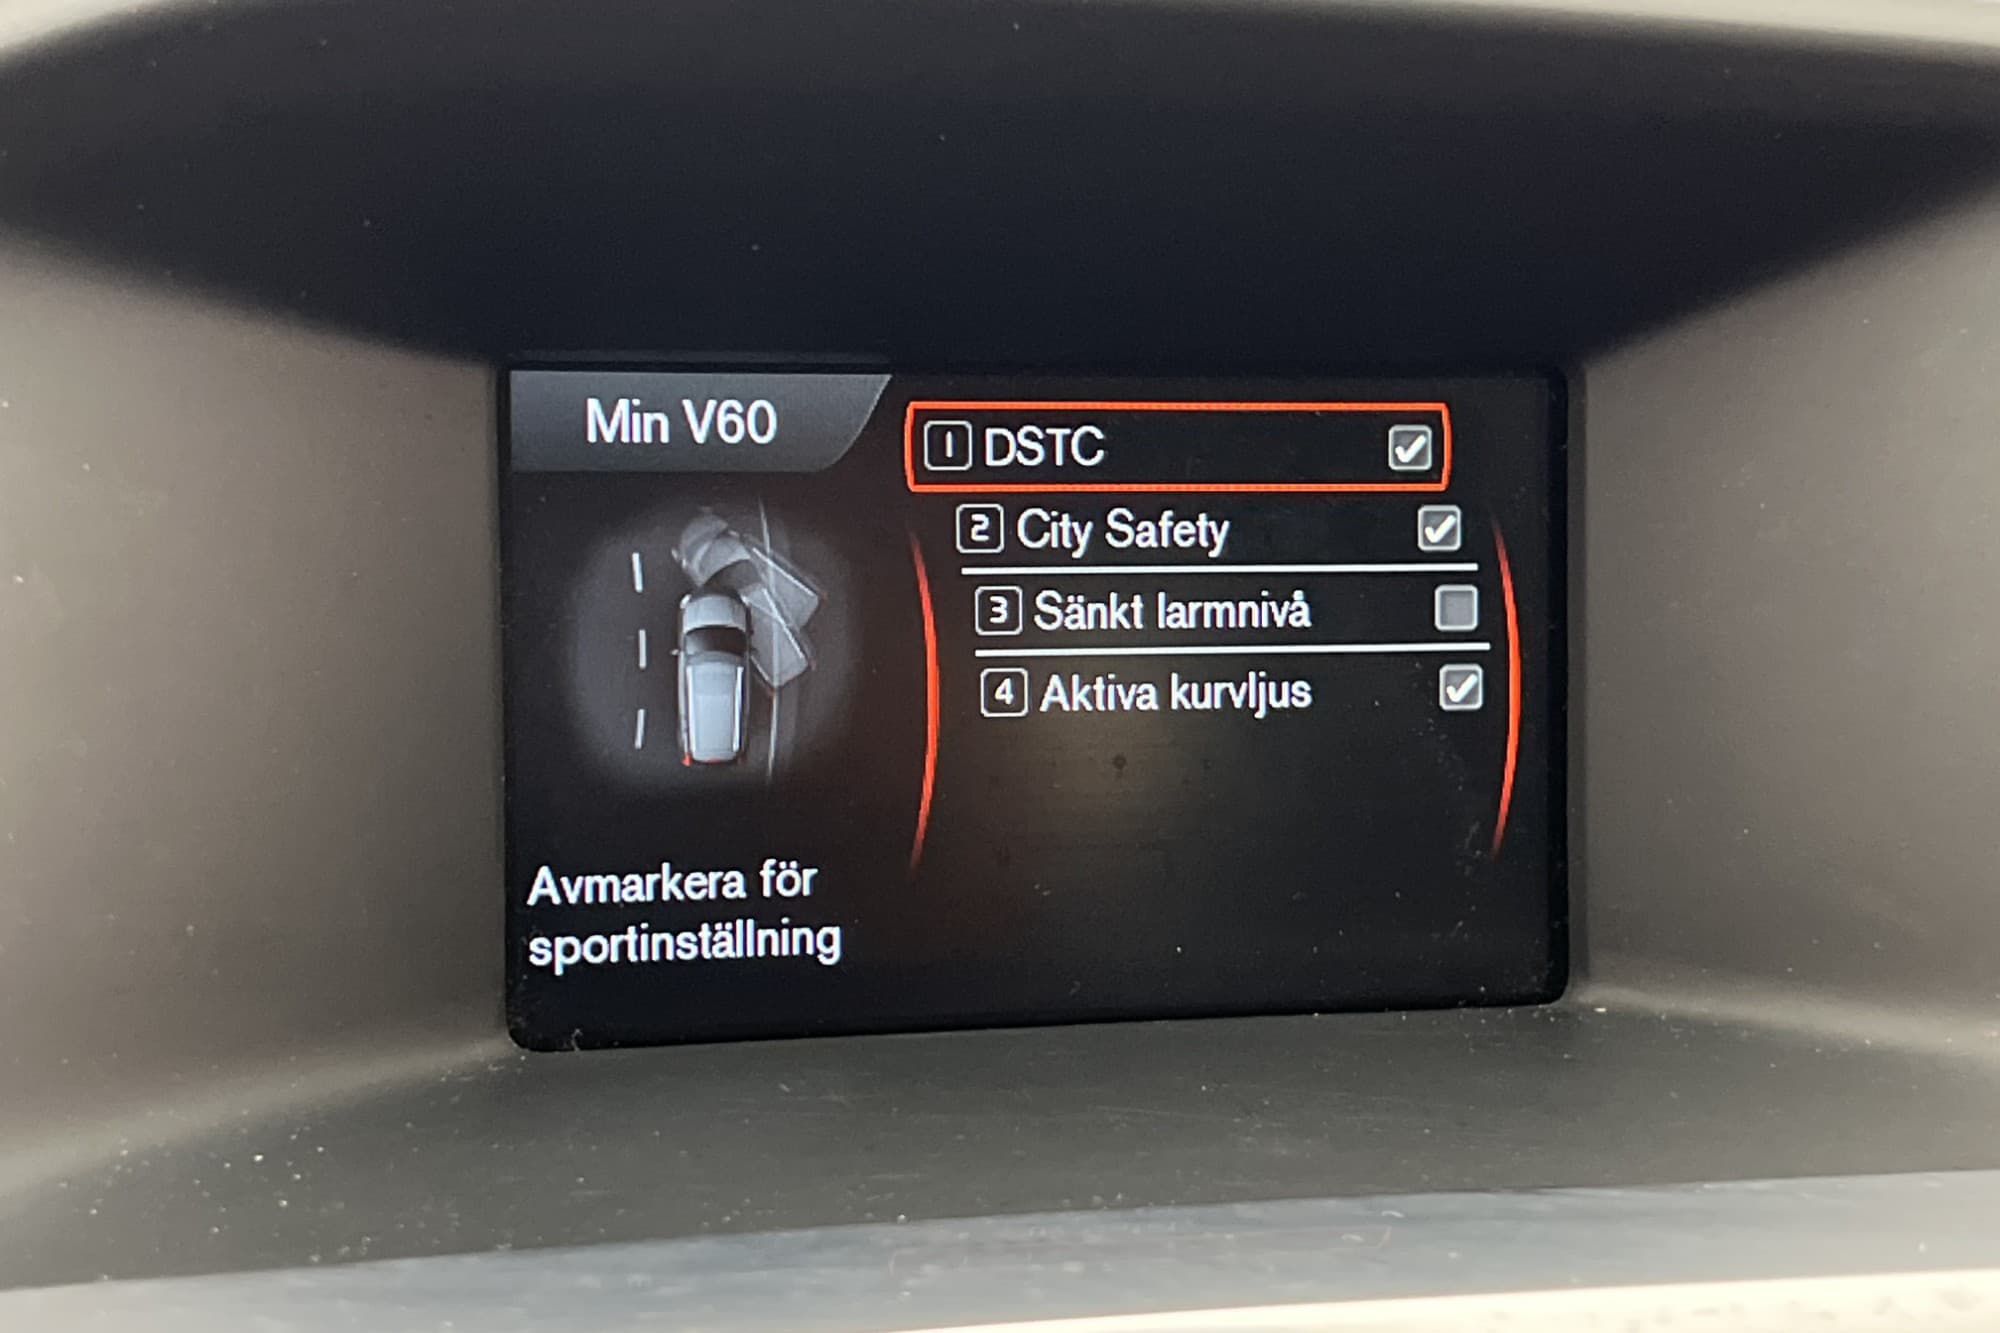 Min V60
1 DSTC
2 City Safety
3 Sänkt larmnivå
4 Aktiva kurvljus
Avmarkera för
sportinställning